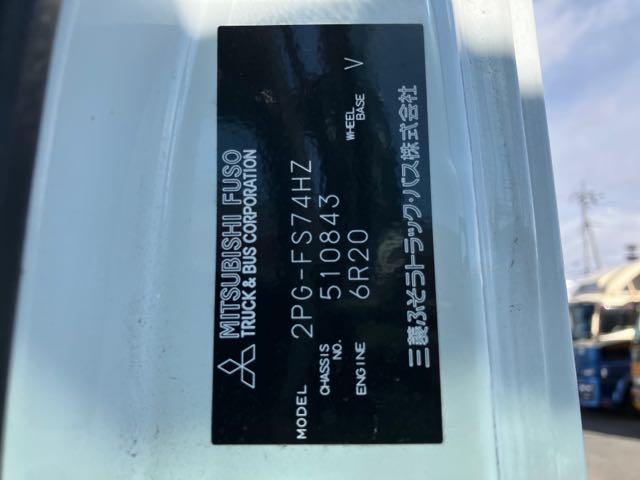 MITSUBISHI FUSO
TRUCK & BUS CORPORATION
MODEL 2PG-FS74HZ
CHASSIS NO. 510843
ENGINE 6R20 WHEEL BASE V
三菱ふそうトラック・バス株式会社